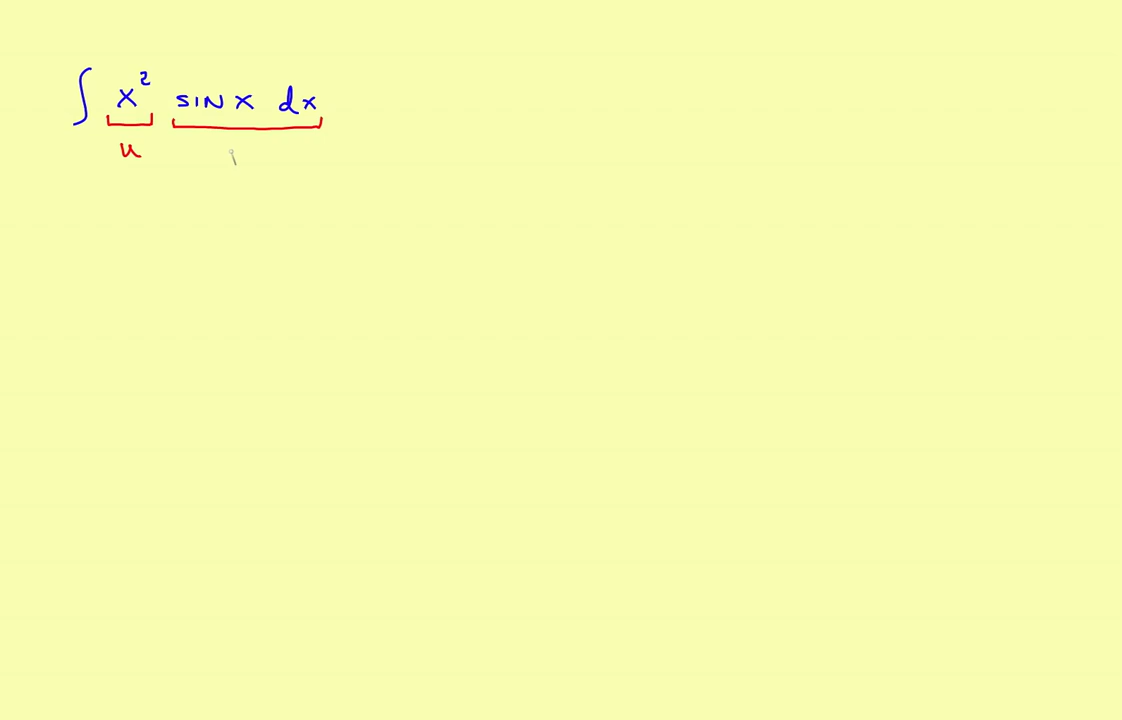 ∫ x² sin x dx
u